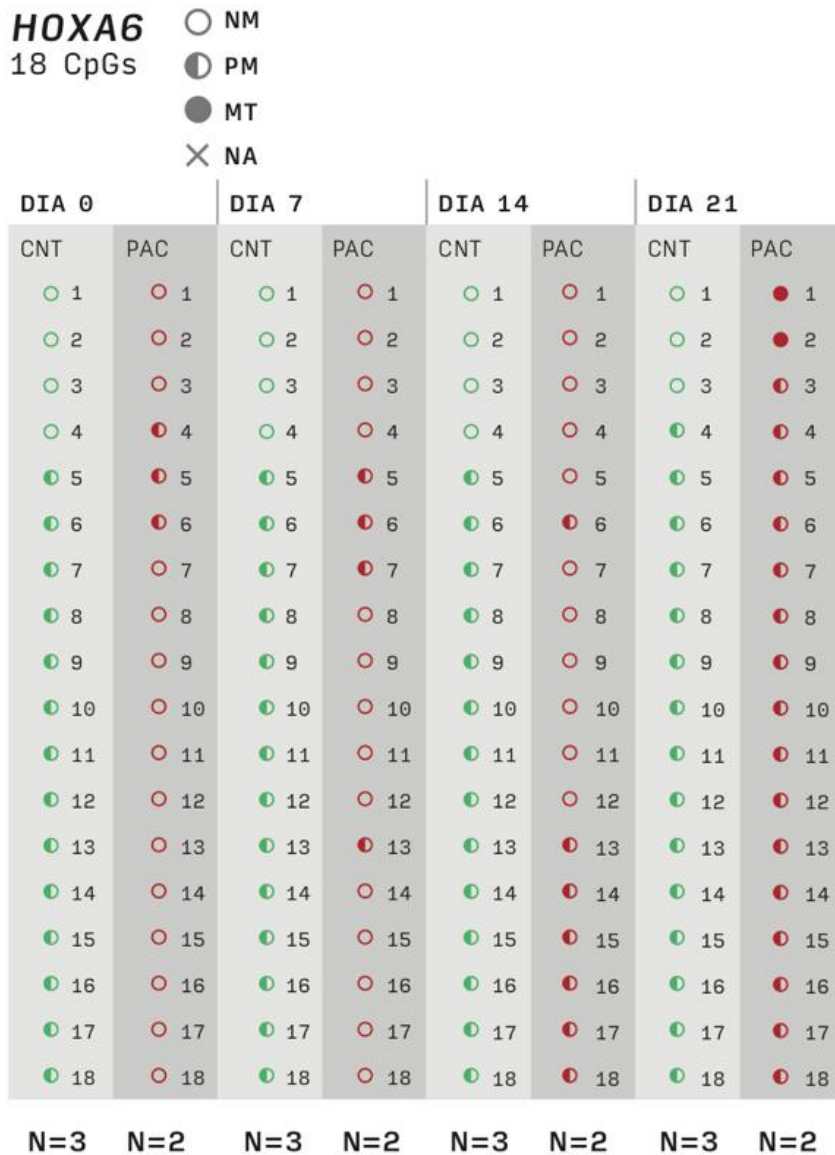 HOXA6
18 CpGs
NM
PM
MT
NA
DIA 0 DIA 7 DIA 14 DIA 21
CNT PAC CNT PAC CNT PAC CNT PAC
1 1 1 1 1 1 1 1
2 2 2 2 2 2 2 2
3 3 3 3 3 3 3 3
4 4 4 4 4 4 4 4
5 5 5 5 5 5 5 5
6 6 6 6 6 6 6 6
7 7 7 7 7 7 7 7
8 8 8 8 8 8 8 8
9 9 9 9 9 9 9 9
10 10 10 10 10 10 10 10
11 11 11 11 11 11 11 11
12 12 12 12 12 12 12 12
13 13 13 13 13 13 13 13
14 14 14 14 14 14 14 14
15 15 15 15 15 15 15 15
16 16 16 16 16 16 16 16
17 17 17 17 17 17 17 17
18 18 18 18 18 18 18 18
N=3 N=2 N=3 N=2 N=3 N=2 N=3 N=2